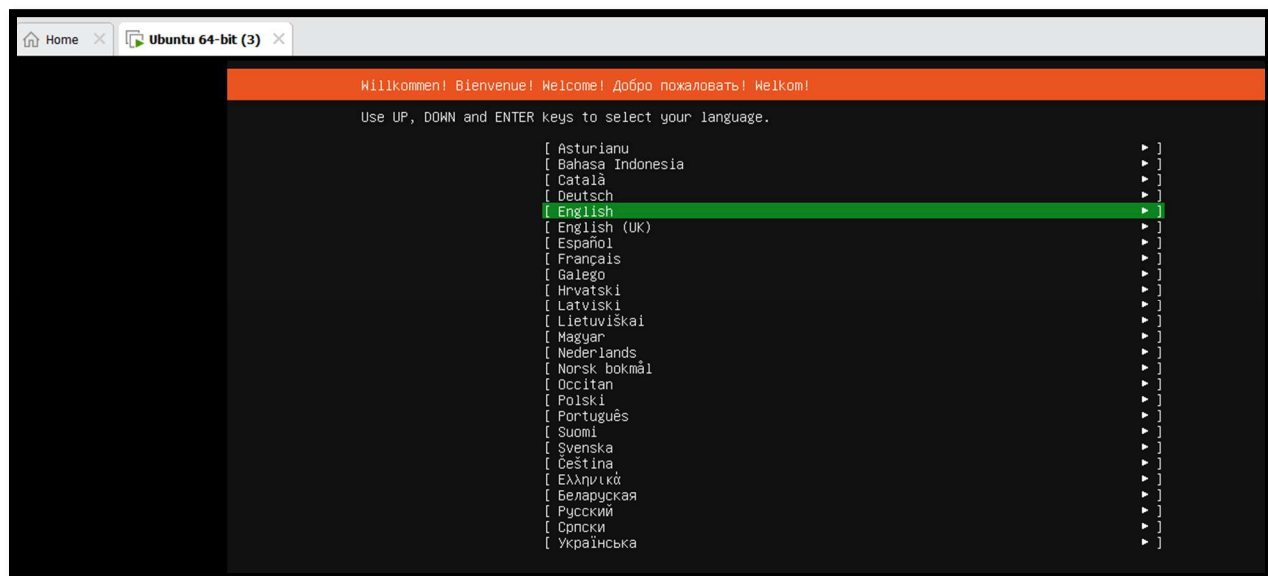 Home
Ubuntu 64-bit (3)
Willkommen! Bienvenue! Welcome! Добро пожаловать! Welkom!
Use UP, DOWN and ENTER keys to select your language.
[ Asturianu ▸ ]
[ Bahasa Indonesia ▸ ]
[ Català ▸ ]
[ Deutsch ▸ ]
[ English ▸ ]
[ English (UK) ▸ ]
[ Español ▸ ]
[ Français ▸ ]
[ Galego ▸ ]
[ Hrvatski ▸ ]
[ Latviski ▸ ]
[ Lietuviškai ▸ ]
[ Magyar ▸ ]
[ Nederlands ▸ ]
[ Norsk bokmål ▸ ]
[ Occitan ▸ ]
[ Polski ▸ ]
[ Português ▸ ]
[ Suomi ▸ ]
[ Svenska ▸ ]
[ Čeština ▸ ]
[ Ελληνικά ▸ ]
[ Беларуская ▸ ]
[ Русский ▸ ]
[ Српски ▸ ]
[ Українська ▸ ]